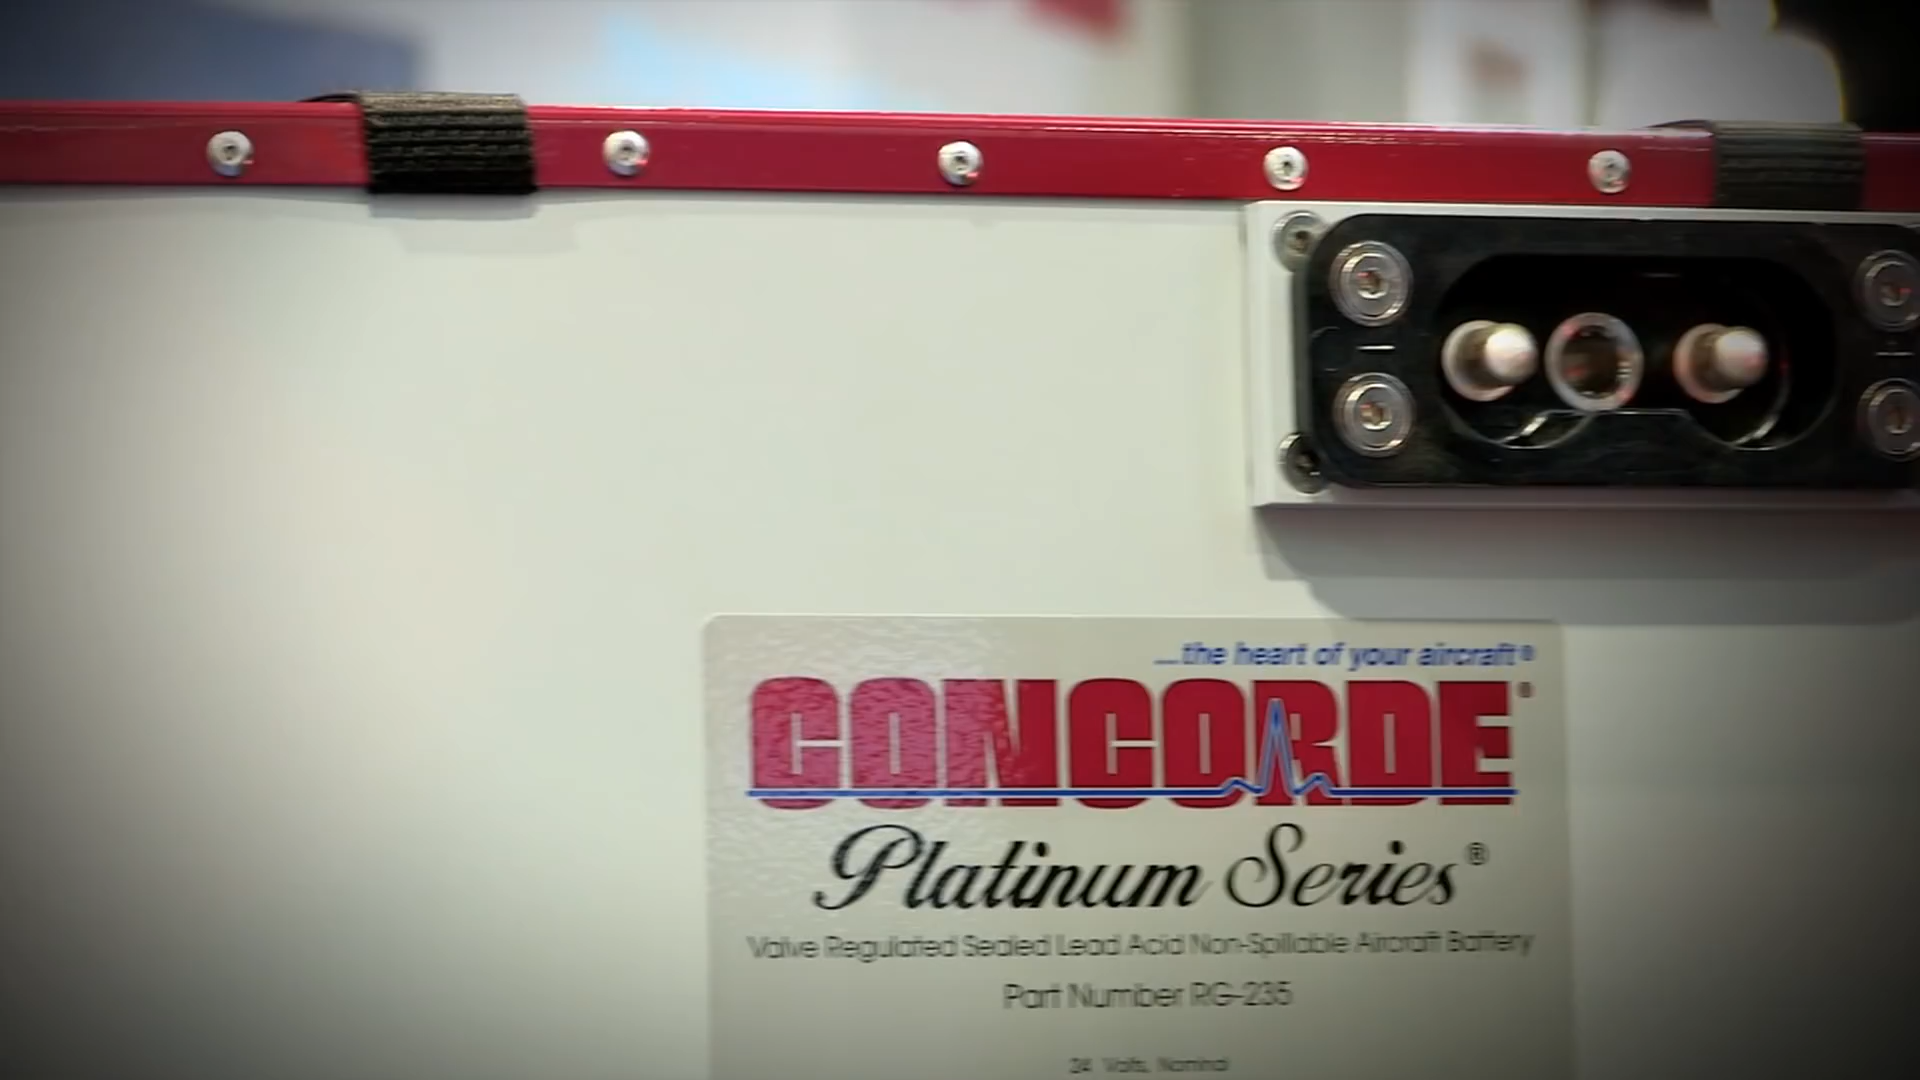 ...the heart of your aircraft®
CONCORDE®
Platinum Series®
Valve Regulated Sealed Lead Acid Non-Spillable Aircraft Battery
Part Number RG-235
24 Volts, Nominal